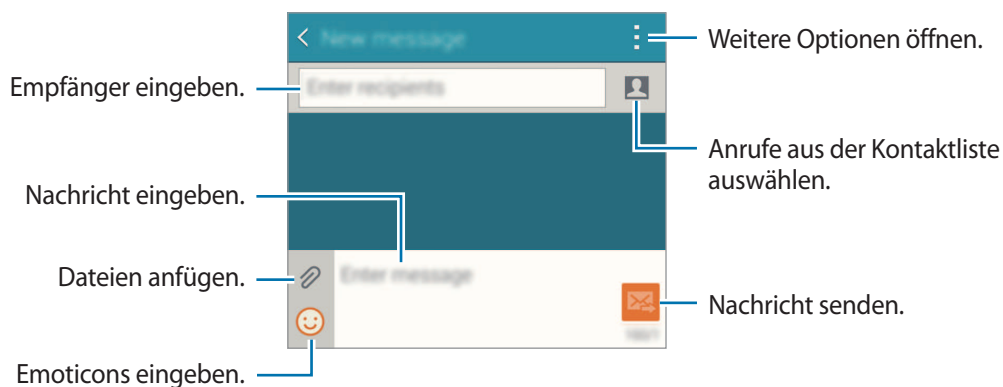 New message
Weitere Optionen öffnen.
Empfänger eingeben.
Enter recipients
Anrufe aus der Kontaktliste
auswählen.
Nachricht eingeben.
Dateien anfügen.
Enter message
Nachricht senden.
Emoticons eingeben.